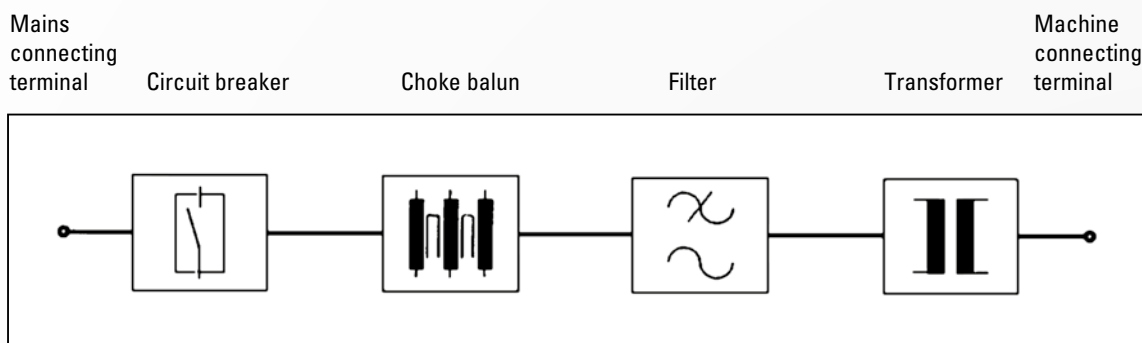 Mains
connecting
terminal
Circuit breaker
Choke balun
Filter
Transformer
Machine
connecting
terminal